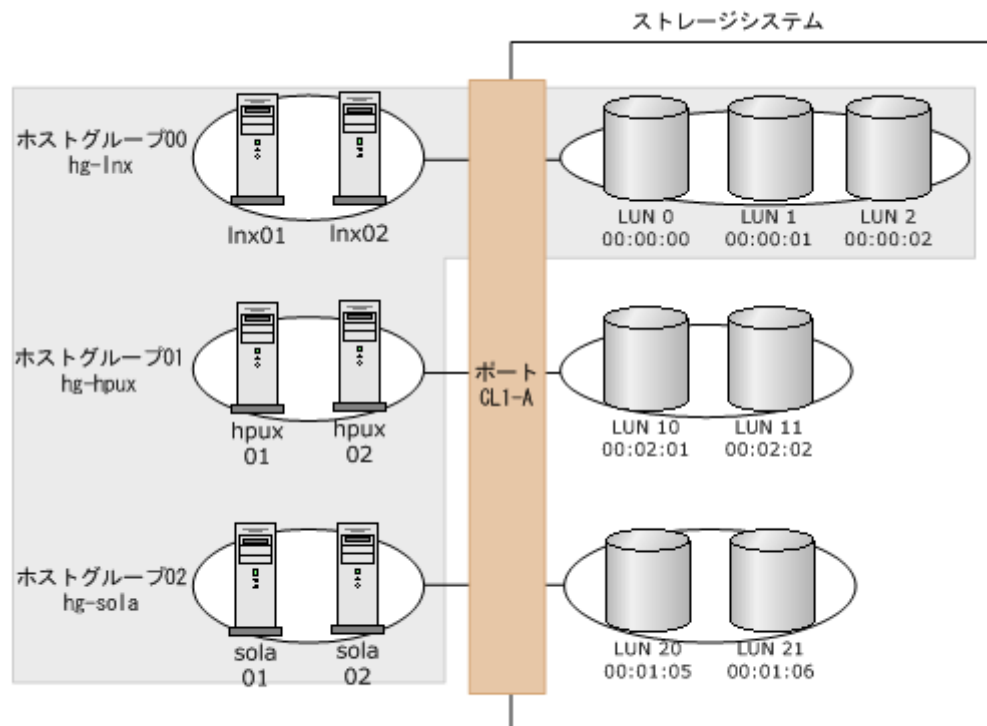 ストレージシステム
ホストグループ00
hg-lnx
lnx01
lnx02
LUN 0
00:00:00
LUN 1
00:00:01
LUN 2
00:00:02
ホストグループ01
hg-hpux
hpux
01
hpux
02
ポート
CL1-A
LUN 10
00:02:01
LUN 11
00:02:02
ホストグループ02
hg-sola
sola
01
sola
02
LUN 20
00:01:05
LUN 21
00:01:06